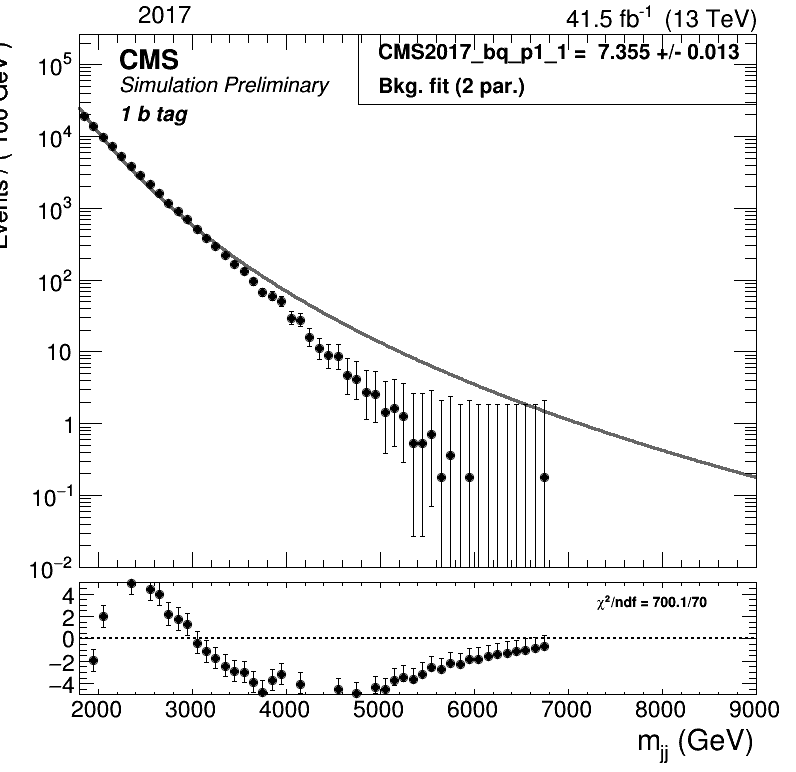 2017
41.5 fb⁻¹ (13 TeV)
CMS
Simulation Preliminary
1 b tag
CMS2017_bq_p1_1 = 7.355 +/- 0.013
Bkg. fit (2 par.)
10⁵
10⁴
10³
10²
10
1
10⁻¹
10⁻²
χ²/ndf = 700.1/70
4
2
0
−2
−4
2000 3000 4000 5000 6000 7000 8000 9000
m_jj (GeV)